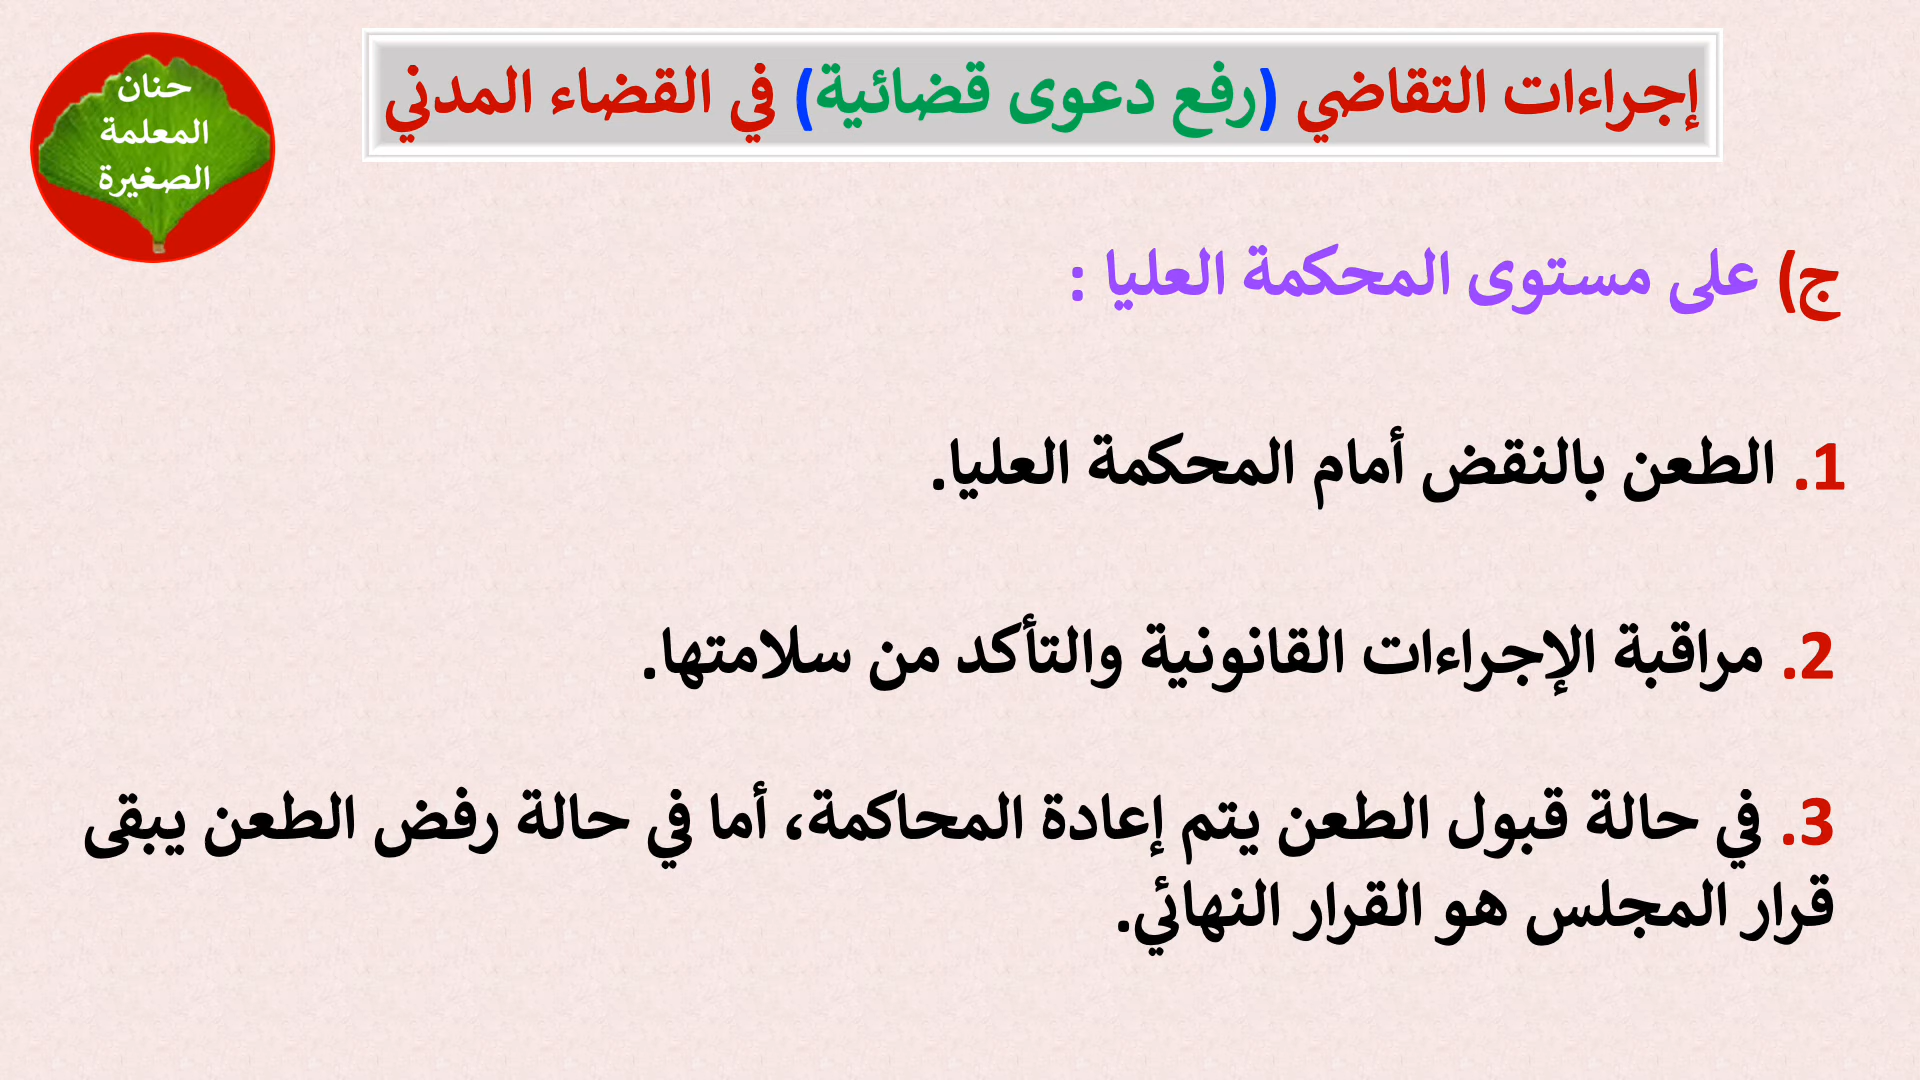 حنان
المعلمة
الصغيرة
إجراءات التقاضي (رفع دعوى قضائية) في القضاء المدني
ج) على مستوى المحكمة العليا :
1. الطعن بالنقض أمام المحكمة العليا.
2. مراقبة الإجراءات القانونية والتأكد من سلامتها.
3. في حالة قبول الطعن يتم إعادة المحاكمة، أما في حالة رفض الطعن يبقى
قرار المجلس هو القرار النهائي.